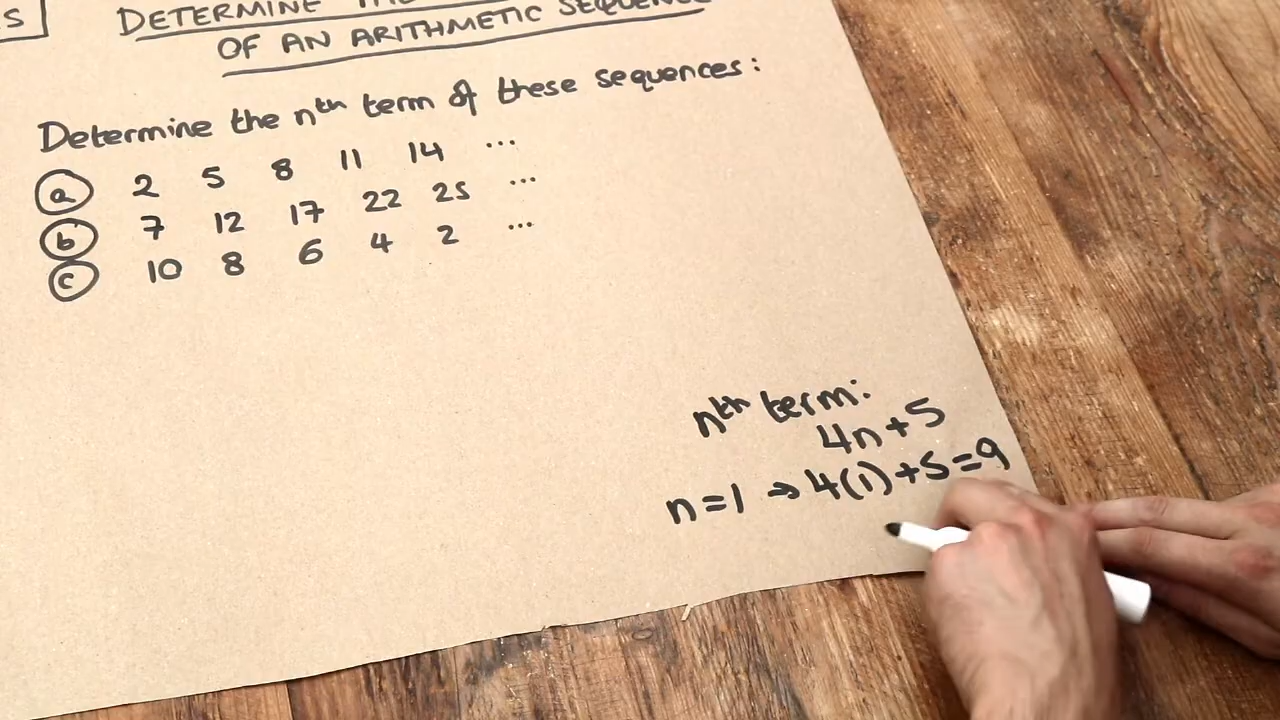 S
DETERMINE
OF AN ARITHMETIC SEQUENCE
Determine the nth term of these sequences:
a 2 5 8 11 14 ...
b 7 12 17 22 25 ...
c 10 8 6 4 2 ...
nth term:
4n+5
n=1 → 4(1)+5=9